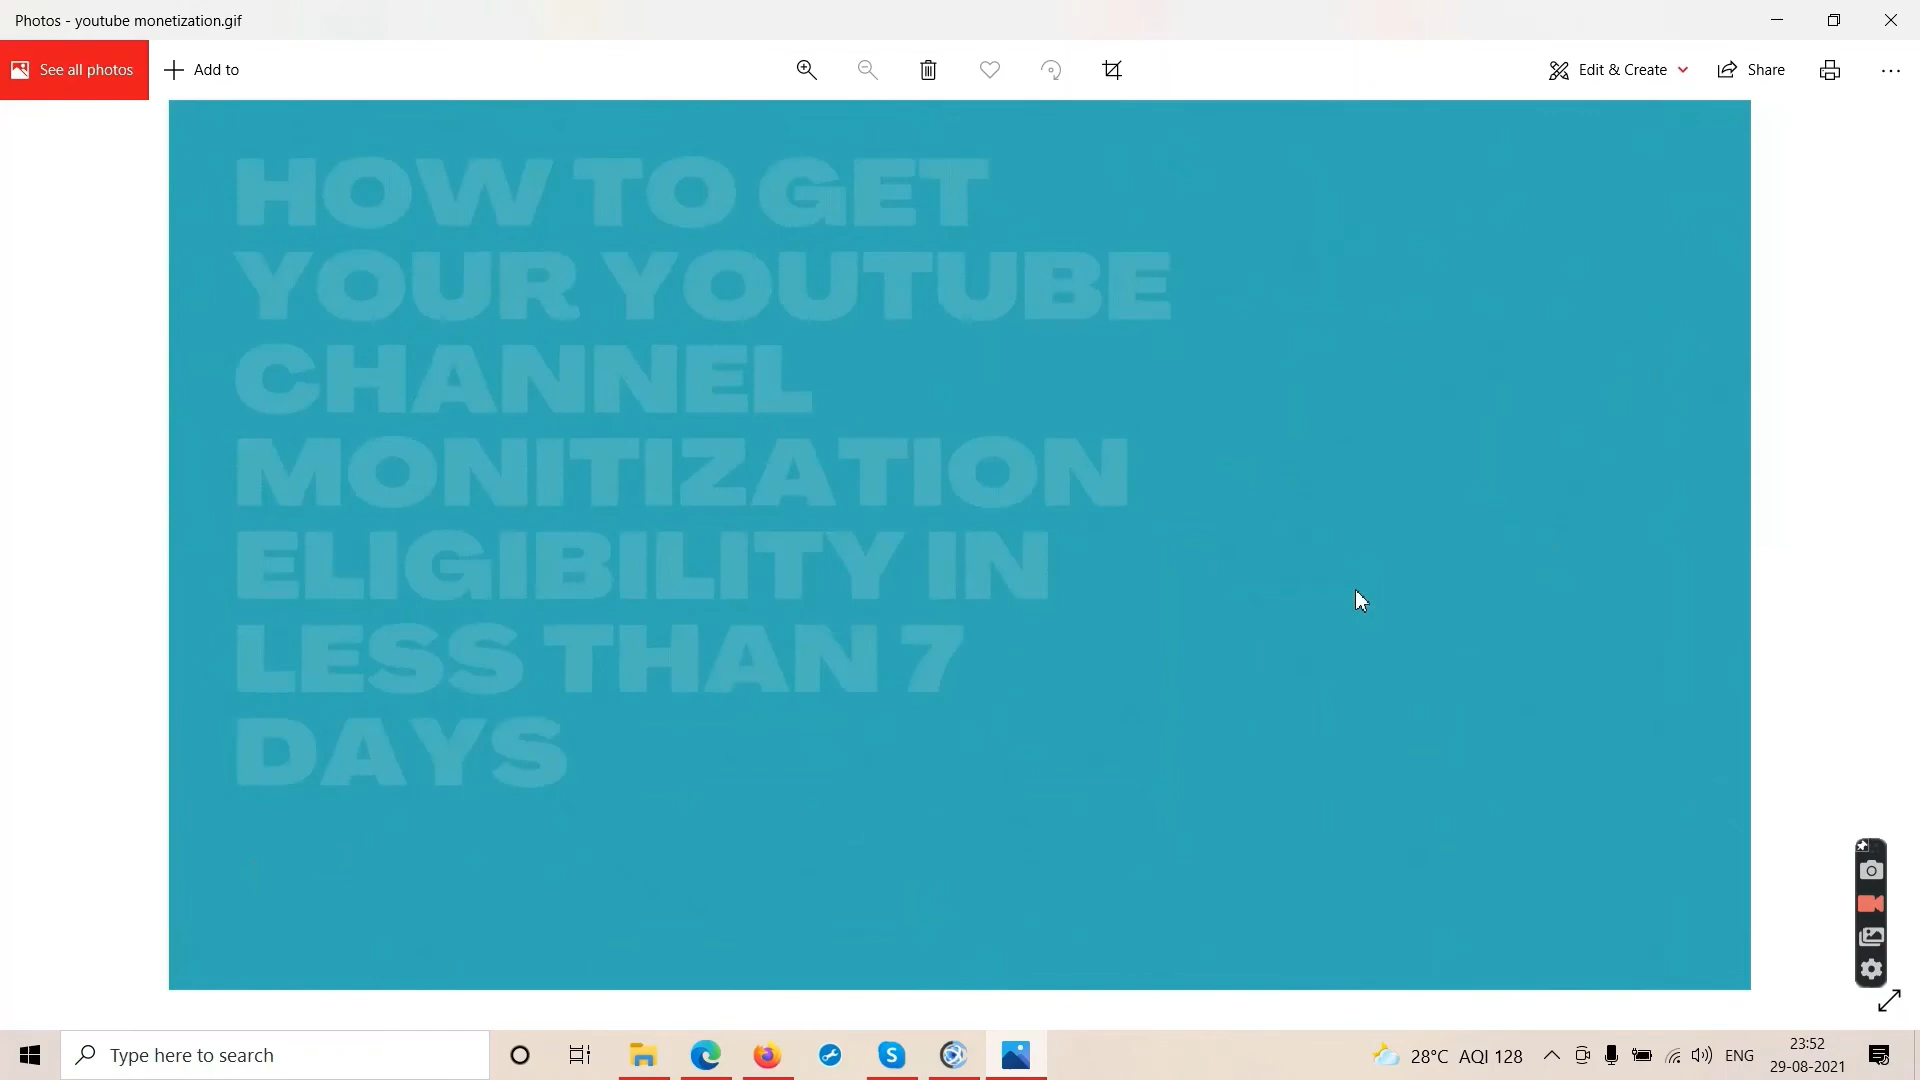 Photos - youtube monetization.gif
See all photos
Add to
Edit & Create
Share
HOW TO GET
YOUR YOUTUBE
CHANNEL
MONITIZATION
ELIGIBILITY IN
LESS THAN 7
DAYS
Type here to search
28°C AQI 128
ENG
23:52
29-08-2021